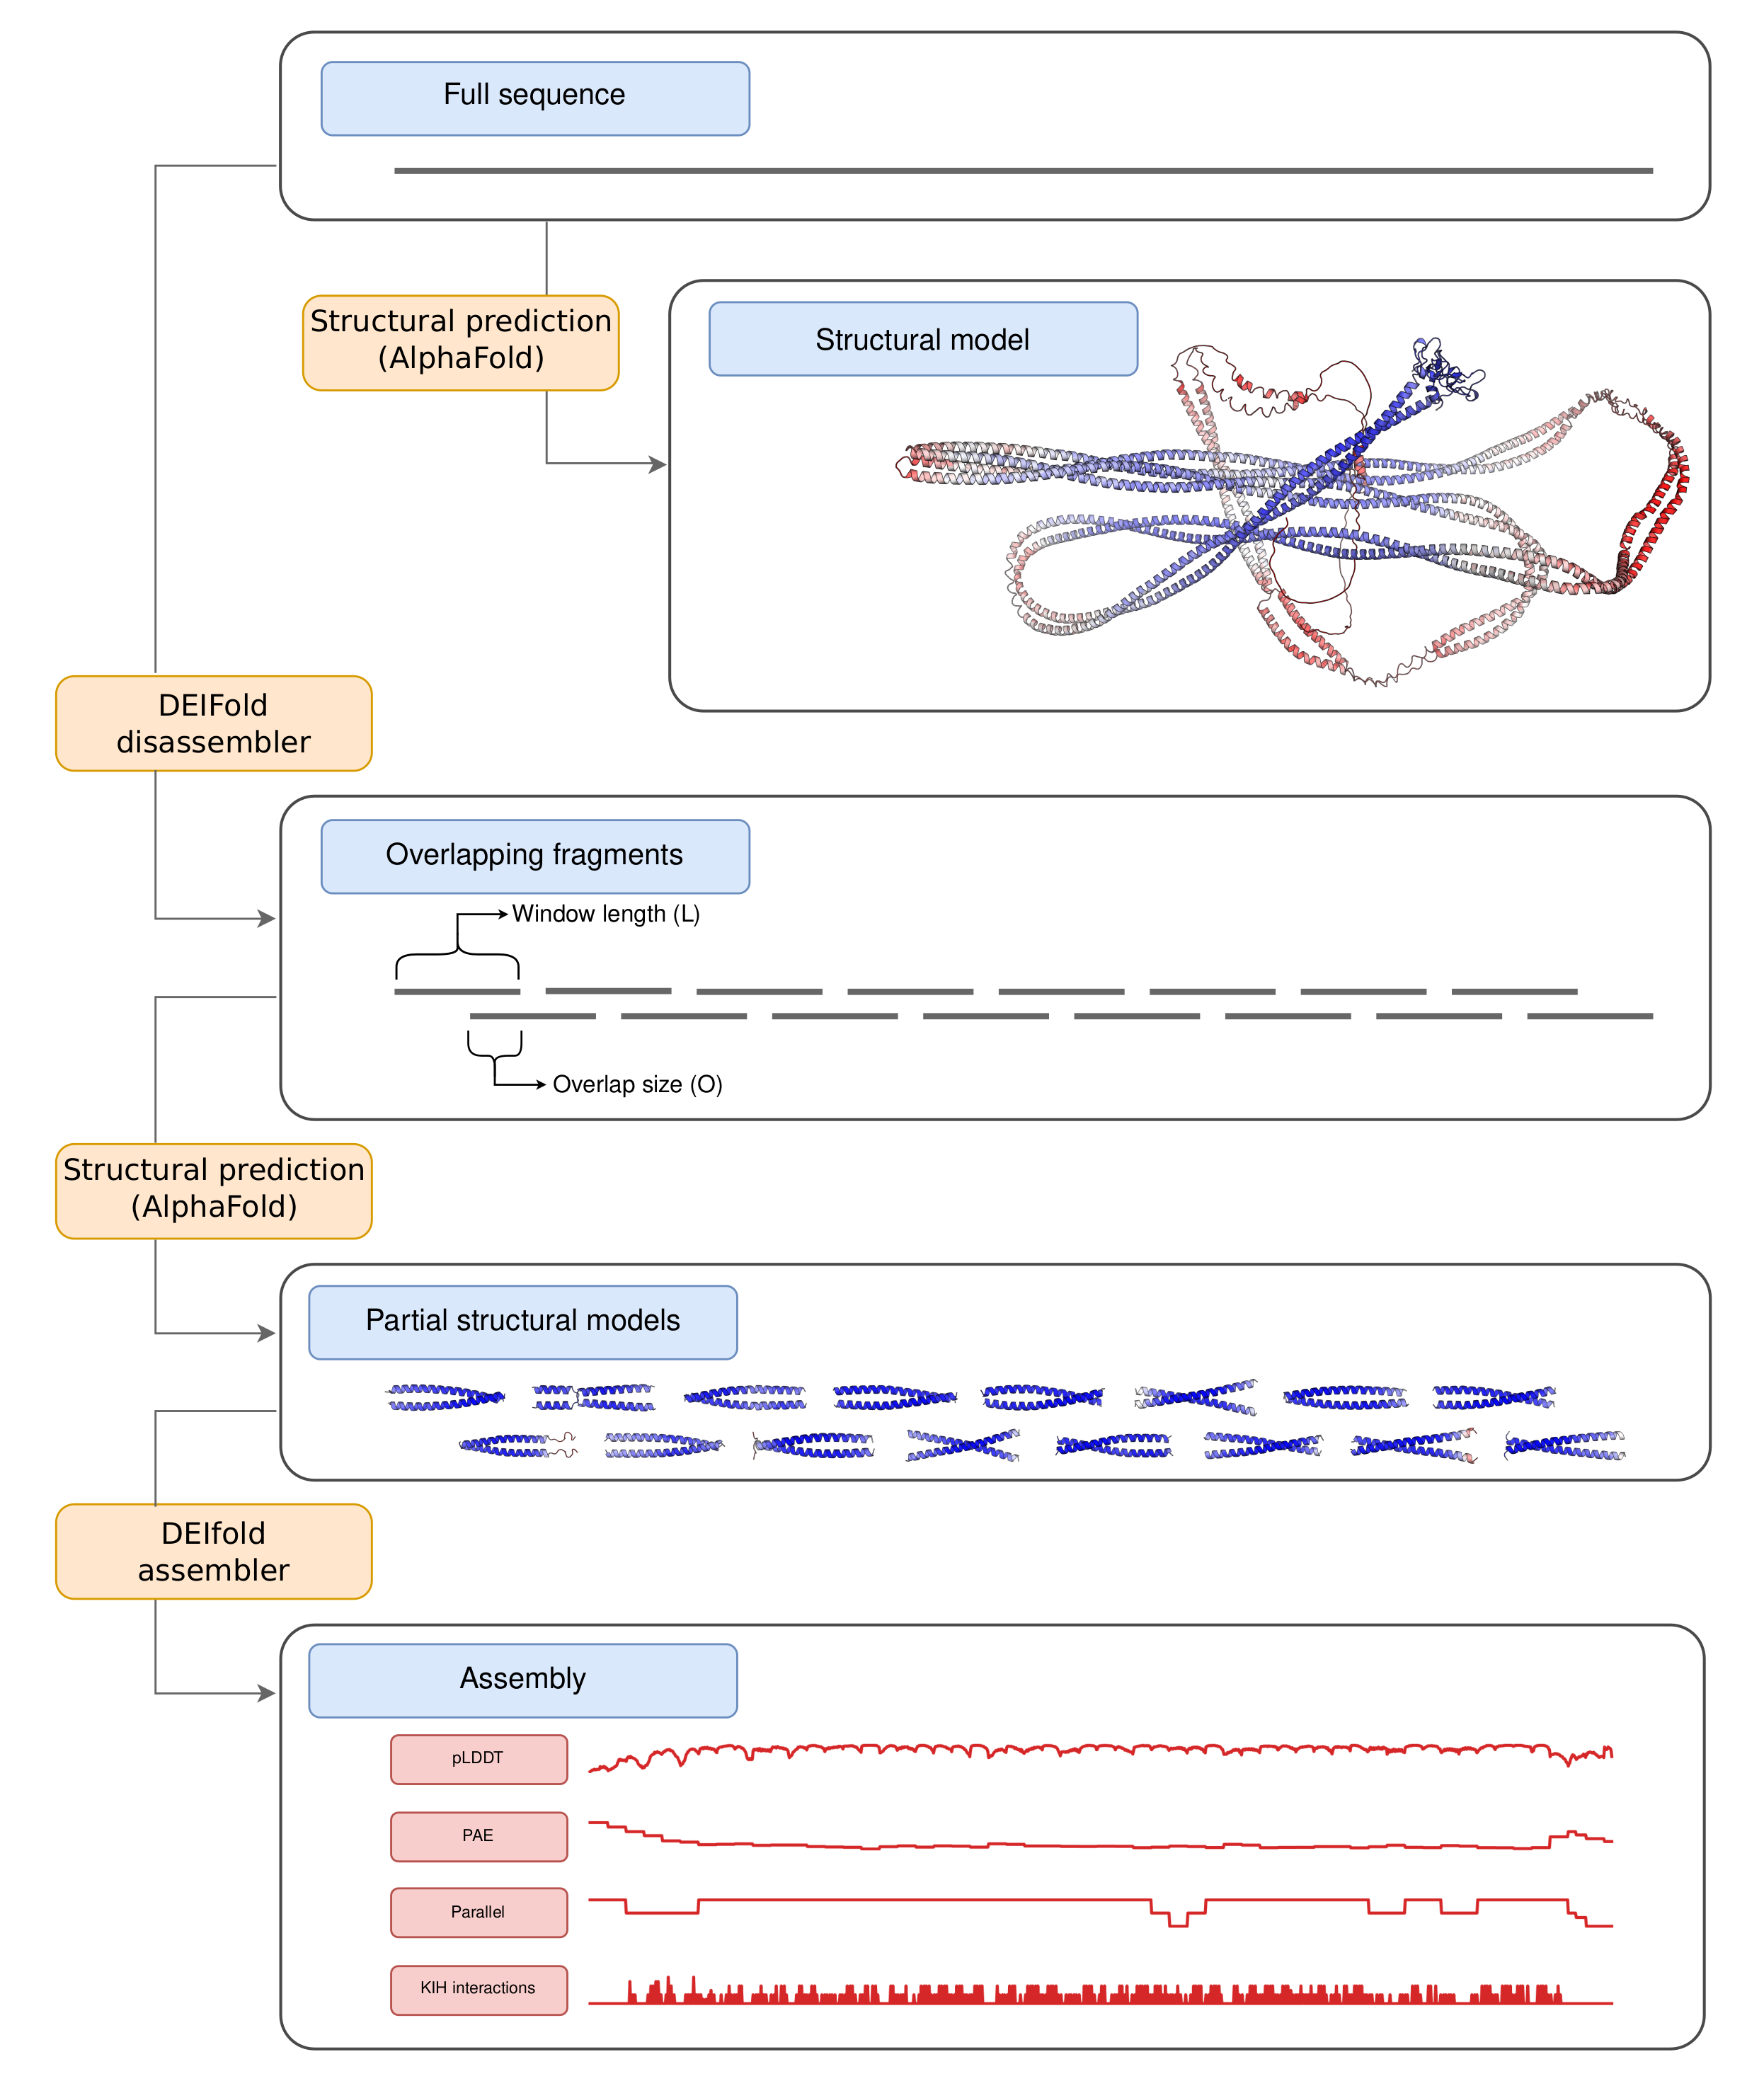 Full sequence
Structural prediction
(AlphaFold)
Structural model
DEIFold
disassembler
Overlapping fragments
Window length (L)
Overlap size (O)
Structural prediction
(AlphaFold)
Partial structural models
DEIfold
assembler
Assembly
pLDDT
PAE
Parallel
KIH interactions